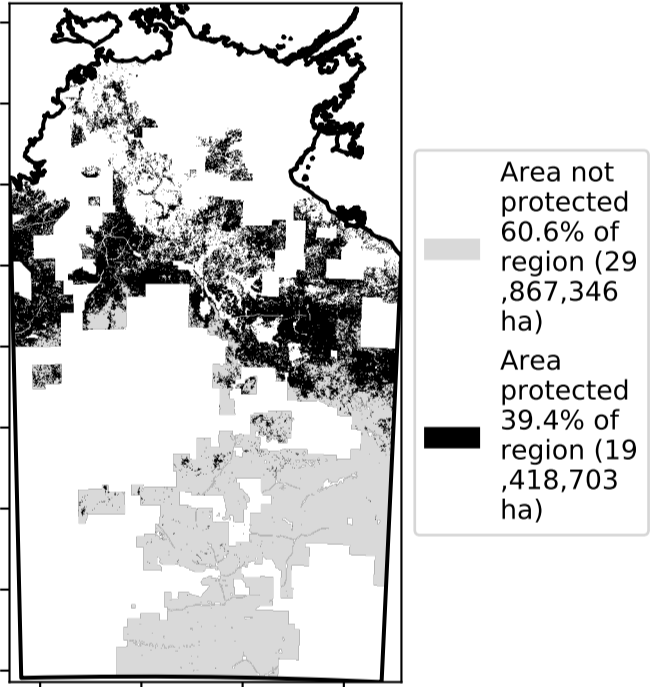 Area not
protected
60.6% of
region (29
,867,346
ha)
Area
protected
39.4% of
region (19
,418,703
ha)